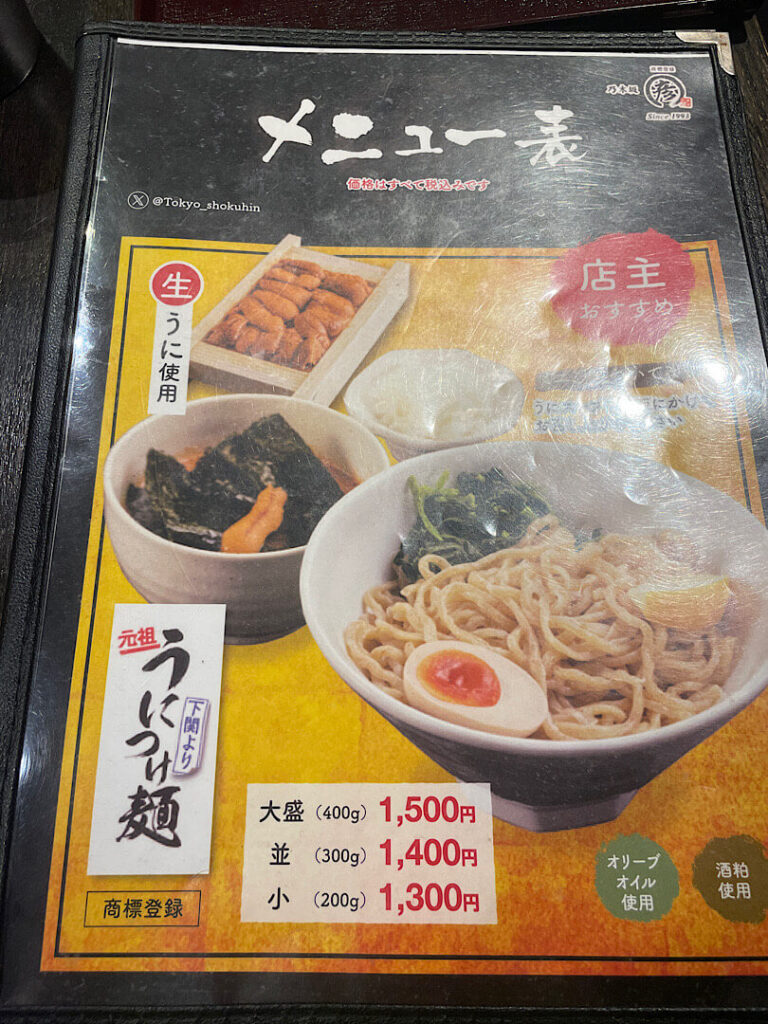 メニュー表
価格はすべて税込みです
@Tokyo_shokuhin
乃木坂
Since 1993
店主
おすすめ
生
うに使用
元祖
うにつけ麺
下関より
大盛 (400g) 1,500円
並 (300g) 1,400円
小 (200g) 1,300円
商標登録
オリーブ
オイル
使用
酒粕
使用